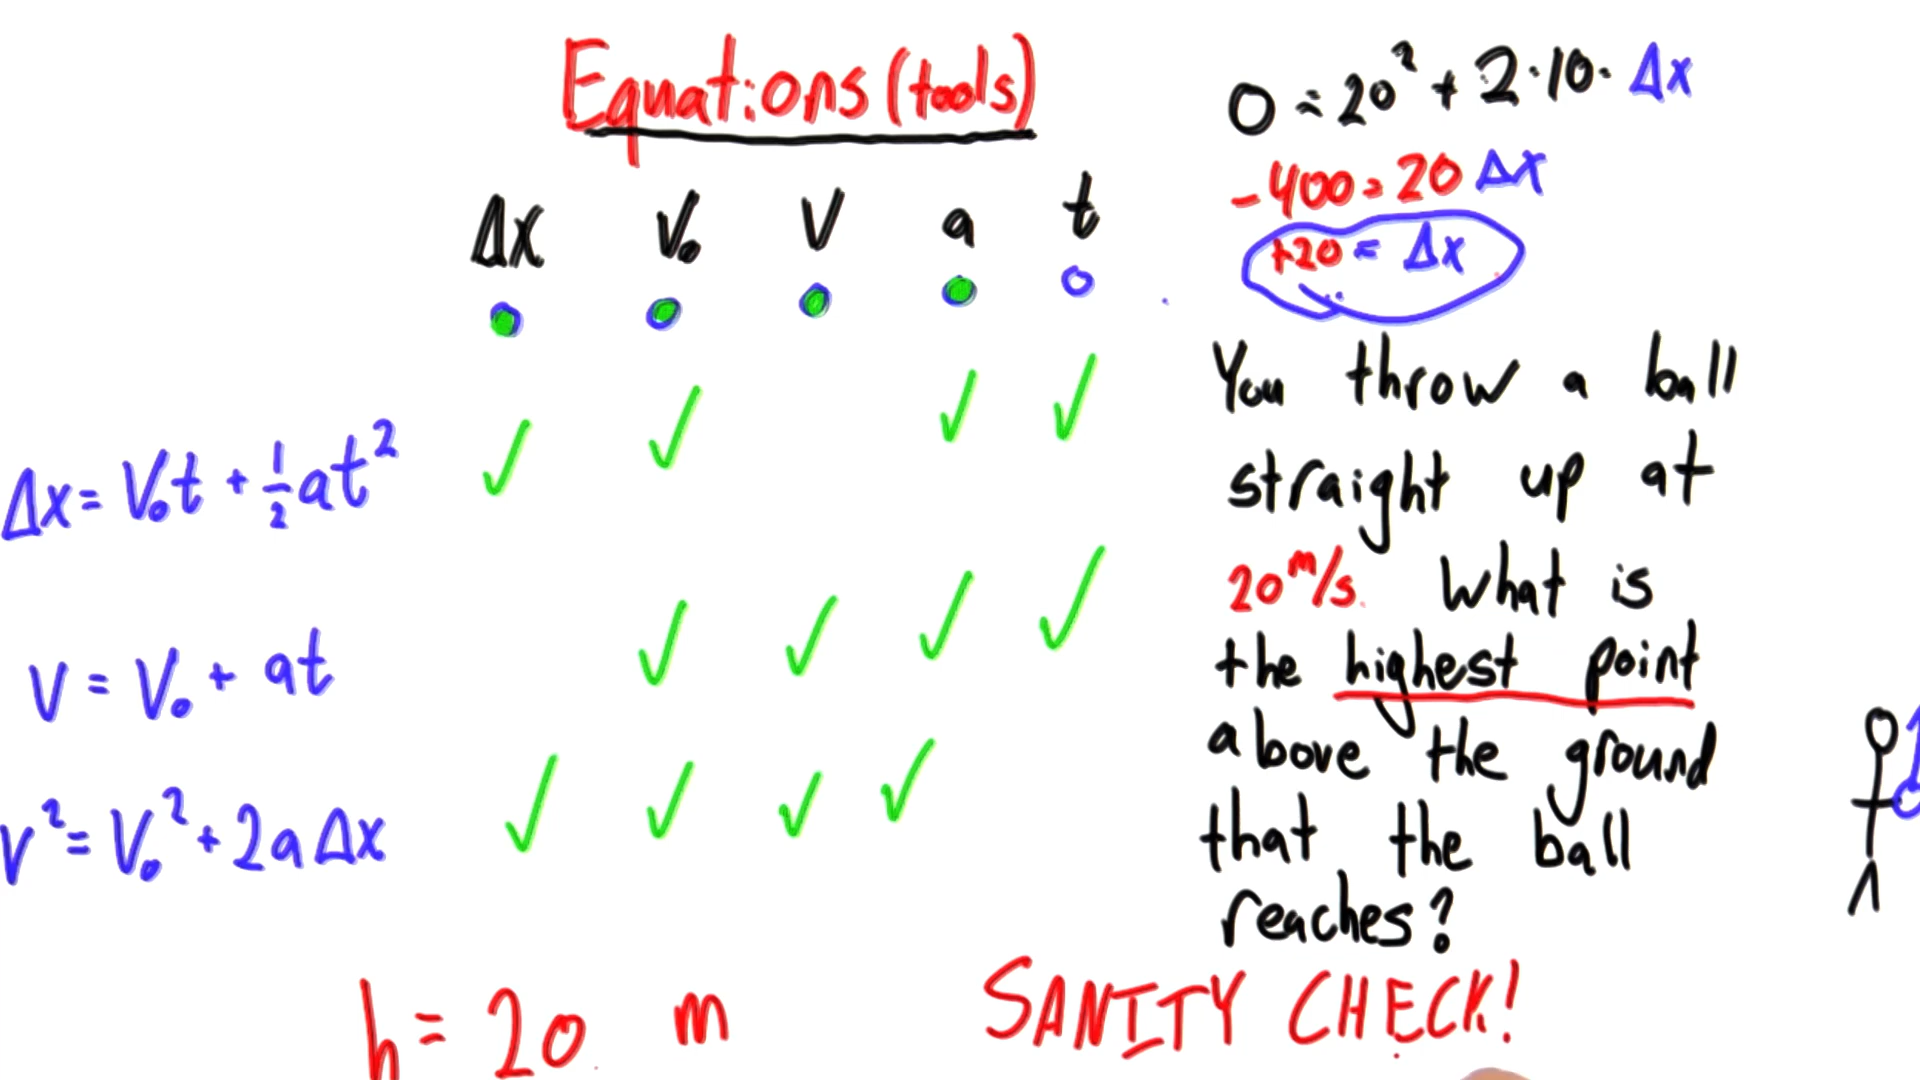 Equations (tools)
Δx V₀ V a t
Δx = V₀t + 1/2 at²
V = V₀ + at
V² = V₀² + 2aΔx
h = 20 m
0 = 20² + 2·10·Δx
-400 = 20 Δx
+20 = Δx
You throw a ball
straight up at
20 m/s. What is
the highest point
above the ground
that the ball
reaches?
SANITY CHECK!